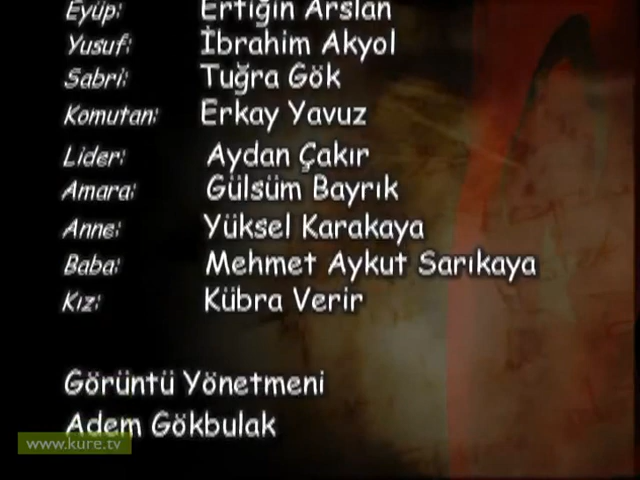 Eyüp: Ertiğin Arslan
Yusuf: İbrahim Akyol
Sabri: Tuğra Gök
Komutan: Erkay Yavuz
Lider: Aydan Çakır
Amara: Gülsüm Bayrık
Anne: Yüksel Karakaya
Baba: Mehmet Aykut Sarıkaya
Kız: Kübra Verir
Görüntü Yönetmeni
Adem Gökbulak
www.kure.tv